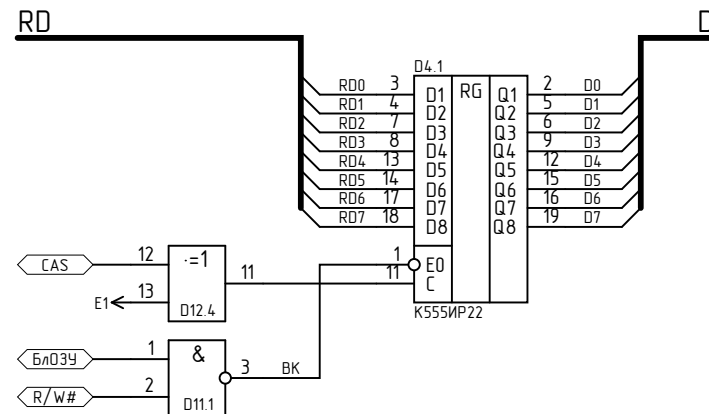 RD
D
D4.1
RD0 3 D1 RG Q1 2 D0
RD1 4 D2 Q2 5 D1
RD2 7 D3 Q3 6 D2
RD3 8 D4 Q4 9 D3
RD4 13 D5 Q5 12 D4
RD5 14 D6 Q6 15 D5
RD6 17 D7 Q7 16 D6
RD7 18 D8 Q8 19 D7
1 E0
11 C
К555ИР22
CAS 12 =1 11
E1 13
D12.4
БлОЗУ 1 & 3 BK
R/W# 2
D11.1